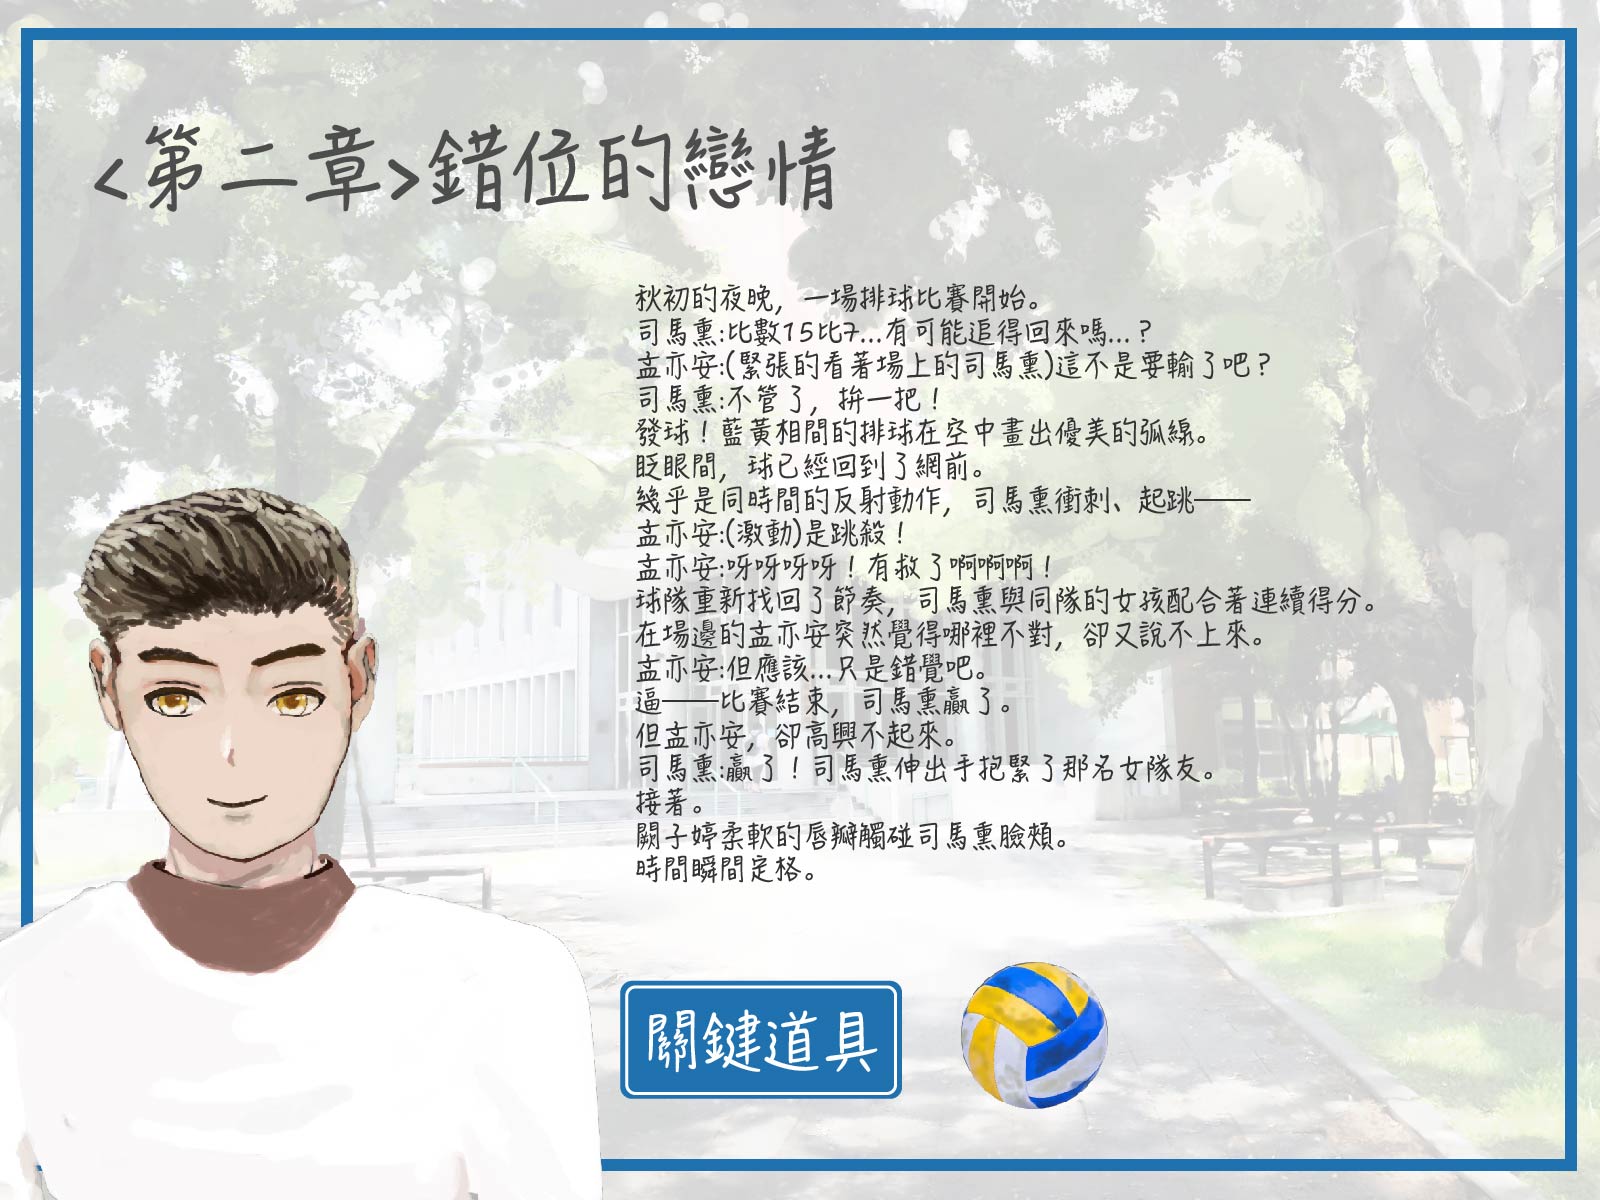 <第二章>錯位的戀情
秋初的夜晚，一場排球比賽開始。
司馬熏:比數15比7...有可能追得回來嗎...？
孟亦安:(緊張的看著場上的司馬熏)這不是要輸了吧？
司馬熏:不管了，拚一把！
發球！藍黃相間的排球在空中畫出優美的弧線。
眨眼間，球已經回到了網前。
幾乎是同時間的反射動作，司馬熏衝刺、起跳——
孟亦安:(激動)是跳殺！
孟亦安:呀呀呀呀！有救了啊啊啊！
球隊重新找回了節奏，司馬熏與同隊的女孩配合著連續得分。
在場邊的孟亦安突然覺得哪裡不對，卻又說不上來。
孟亦安:但應該...只是錯覺吧。
逼——比賽結束，司馬熏贏了。
但孟亦安，卻高興不起來。
司馬熏:贏了！司馬熏伸出手抱緊了那名女隊友。
接著。
闕子婷柔軟的唇瓣觸碰司馬熏臉頰。
時間瞬間定格。
關鍵道具